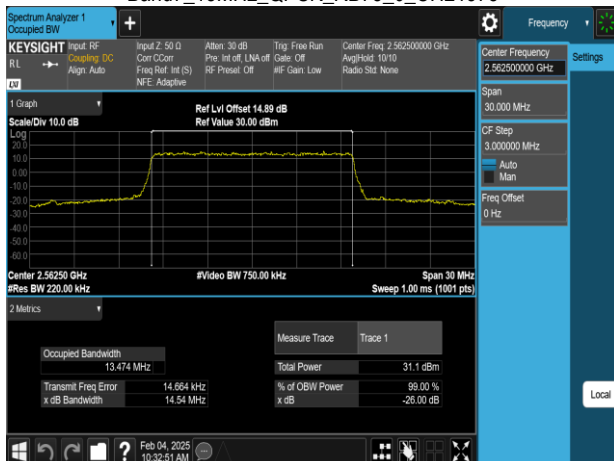 Spectrum Analyzer 1
Occupied BW
Frequency
KEYSIGHT
RL
LXI
Input: RF
Coupling: DC
Align: Auto
Input Z: 50 Ω
Corr CCorr
Freq Ref: Int (S)
NFE: Adaptive
Atten: 30 dB
Pre: Int off, LNA off
RF Presel: Off
Trig: Free Run
Gate: Off
#IF Gain: Low
Center Freq: 2.562500000 GHz
Avg|Hold: 10/10
Radio Std: None
Center Frequency
2.562500000 GHz
Settings
Span
30.000 MHz
CF Step
3.000000 MHz
Auto
Man
Freq Offset
0 Hz
Local
1 Graph
Scale/Div 10.0 dB
Ref Lvl Offset 14.89 dB
Ref Value 30.00 dBm
Log
20.0
10.0
0.00
-10.0
-20.0
-30.0
-40.0
-50.0
-60.0
Center 2.56250 GHz
#Video BW 750.00 kHz
Span 30 MHz
#Res BW 220.00 kHz
Sweep 1.00 ms (1001 pts)
2 Metrics
Measure Trace Trace 1
Occupied Bandwidth
13.474 MHz
Total Power 31.1 dBm
Transmit Freq Error 14.664 kHz
% of OBW Power 99.00 %
x dB Bandwidth 14.54 MHz
x dB -26.00 dB
Feb 04, 2025
10:32:51 AM